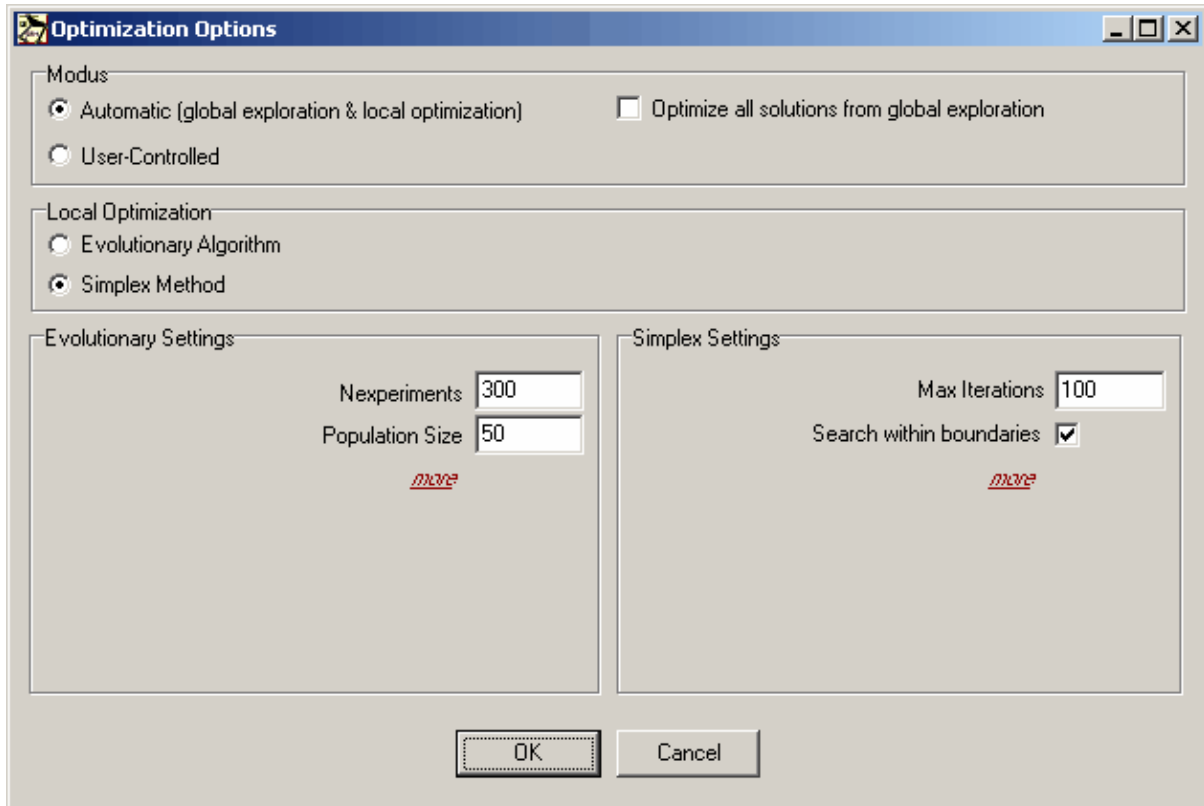 Optimization Options
Modus
Automatic (global exploration & local optimization)
Optimize all solutions from global exploration
User-Controlled
Local Optimization
Evolutionary Algorithm
Simplex Method
Evolutionary Settings
Nexperiments 300
Population Size 50
more
Simplex Settings
Max Iterations 100
Search within boundaries
more
OK
Cancel